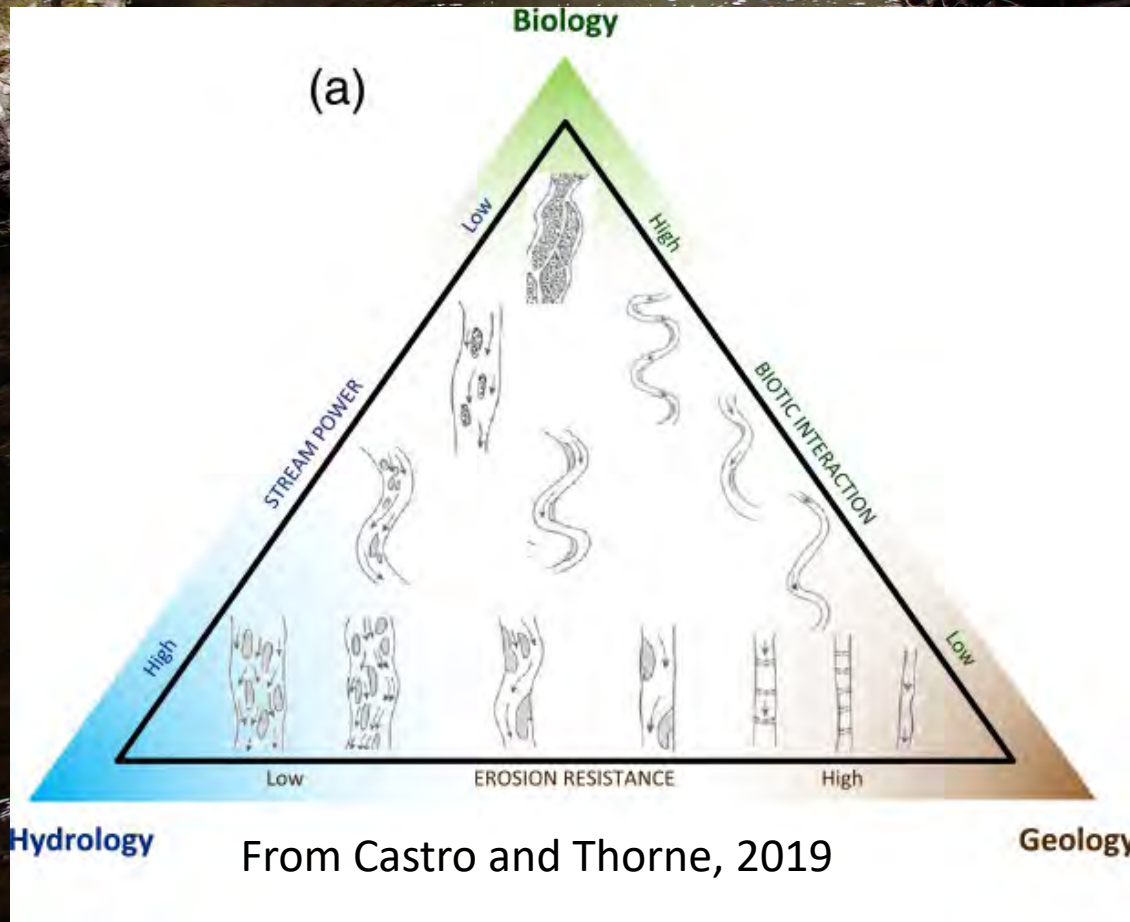 Biology
(a)
Low
High
STREAM POWER
BIOTIC INTERACTION
High
Low
Low
EROSION RESISTANCE
High
Hydrology
Geology
From Castro and Thorne, 2019